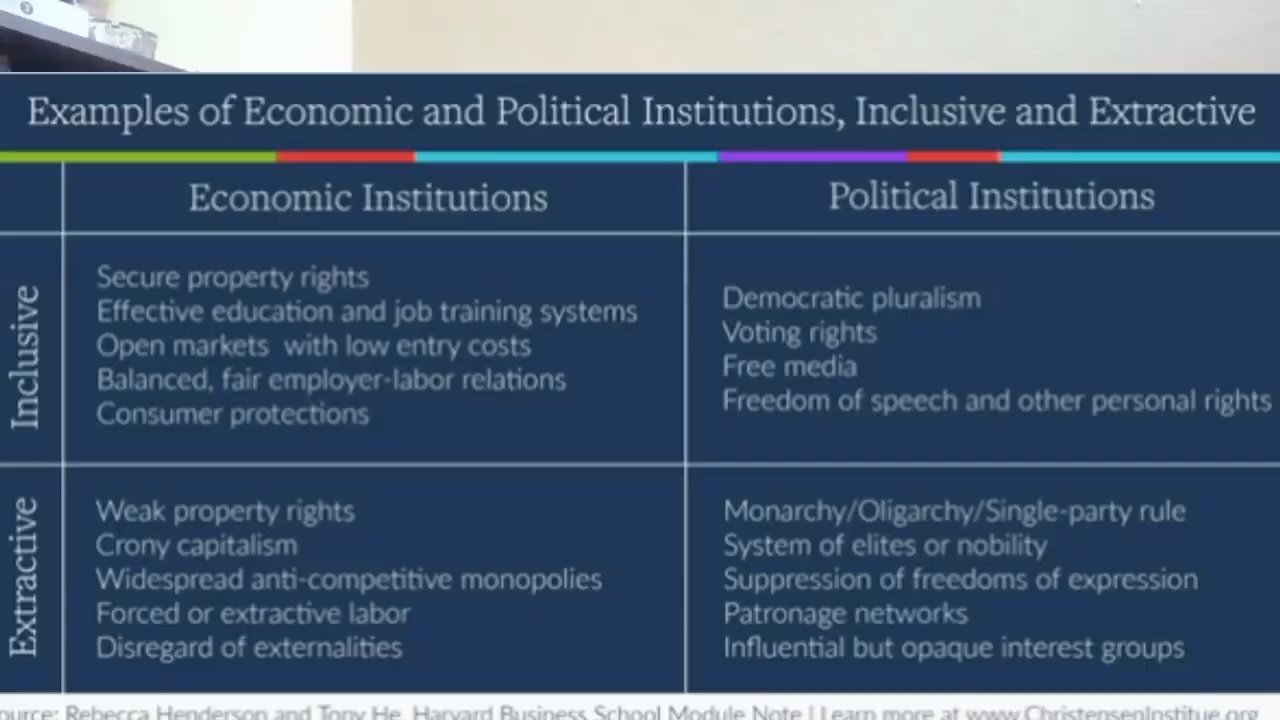 Examples of Economic and Political Institutions, Inclusive and Extractive
Economic Institutions
Political Institutions
Inclusive
Secure property rights
Effective education and job training systems
Open markets with low entry costs
Balanced, fair employer-labor relations
Consumer protections
Democratic pluralism
Voting rights
Free media
Freedom of speech and other personal rights
Extractive
Weak property rights
Crony capitalism
Widespread anti-competitive monopolies
Forced or extractive labor
Disregard of externalities
Monarchy/Oligarchy/Single-party rule
System of elites or nobility
Suppression of freedoms of expression
Patronage networks
Influential but opaque interest groups
ource: Rebecca Henderson and Tony He, Harvard Business School Module Note | Learn more at www.ChristensenInstitue.org